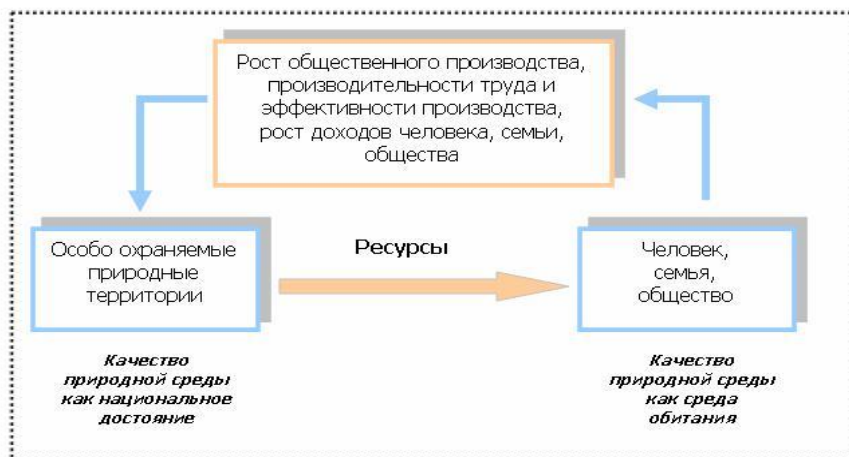 Рост общественного производства,
производительности труда и
эффективности производства,
рост доходов человека, семьи,
общества
Особо охраняемые
природные
территории
Ресурсы
Человек,
семья,
общество
Качество
природной среды
как национальное
достояние
Качество
природной среды
как среда
обитания